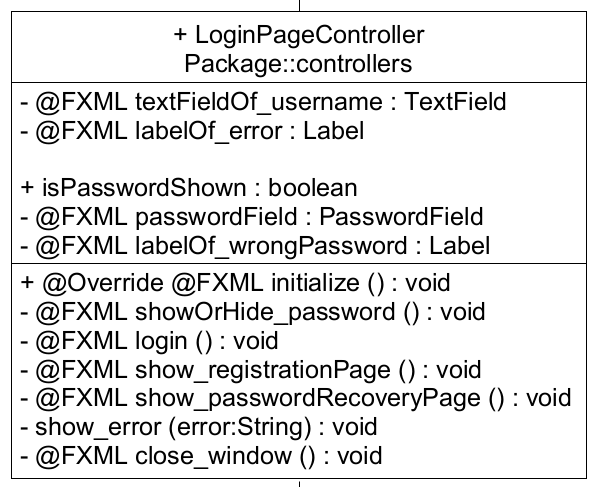 + LoginPageController
Package::controllers
- @FXML textFieldOf_username : TextField
- @FXML labelOf_error : Label
+ isPasswordShown : boolean
- @FXML passwordField : PasswordField
- @FXML labelOf_wrongPassword : Label
+ @Override @FXML initialize () : void
- @FXML showOrHide_password () : void
- @FXML login () : void
- @FXML show_registrationPage () : void
- @FXML show_passwordRecoveryPage () : void
- show_error (error:String) : void
- @FXML close_window () : void